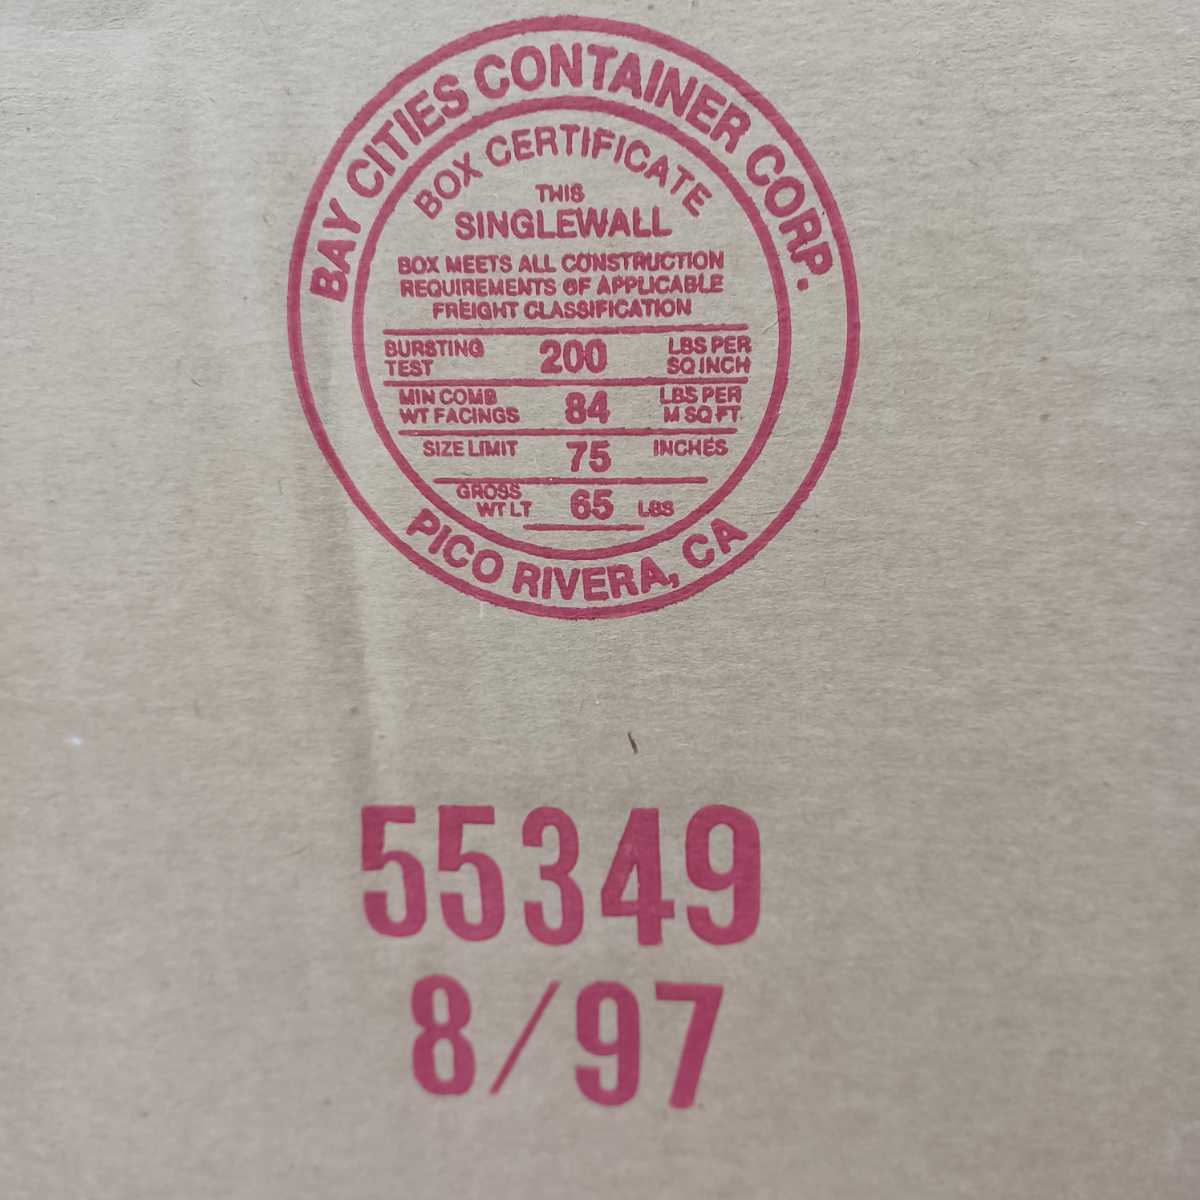 BAY CITIES CONTAINER CORP.
BOX CERTIFICATE
THIS
SINGLEWALL
BOX MEETS ALL CONSTRUCTION
REQUIREMENTS OF APPLICABLE
FREIGHT CLASSIFICATION
BURSTING TEST 200 LBS PER SQ INCH
MIN COMB WT FACINGS 84 LBS PER M SQ FT
SIZE LIMIT 75 INCHES
GROSS WT LT 65 LBS
PICO RIVERA, CA
55349
8/97